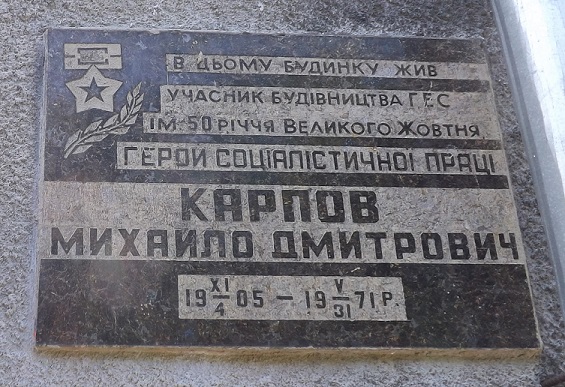 В ЦЬОМУ БУДИНКУ ЖИВ
УЧАСНИК БУДІВНИЦТВА ГЕС
ІМ·50 РІЧЧЯ ВЕЛИКОГО ЖОВТНЯ
ГЕРОЙ СОЦІАЛІСТИЧНОЇ ПРАЦІ
КАРПОВ
МИХАЙЛО ДМИТРОВИЧ
19 XI/4 05 — 19 V/31 71 Р.